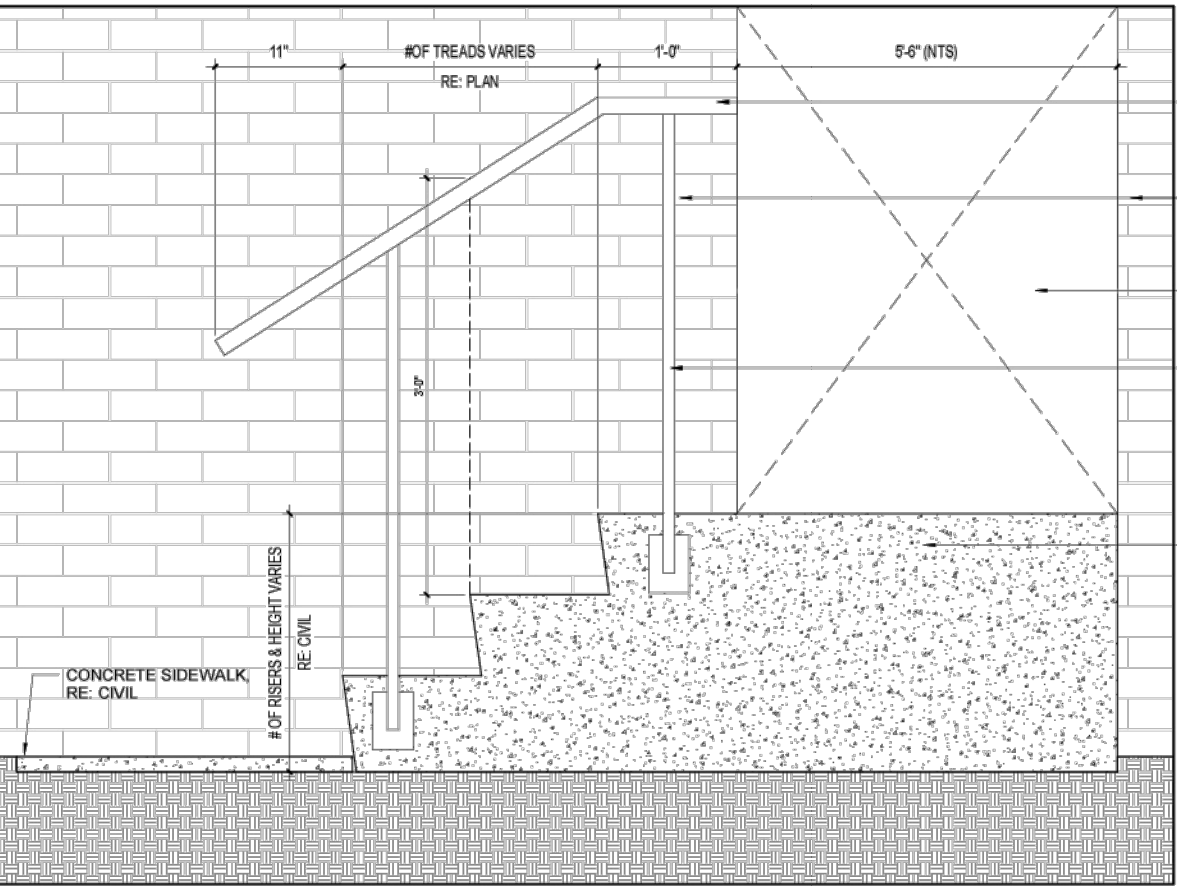 11"
#OF TREADS VARIES
RE: PLAN
1'-0"
5'-6" (NTS)
3'-0"
# OF RISERS & HEIGHT VARIES
RE: CIVIL
CONCRETE SIDEWALK,
RE: CIVIL